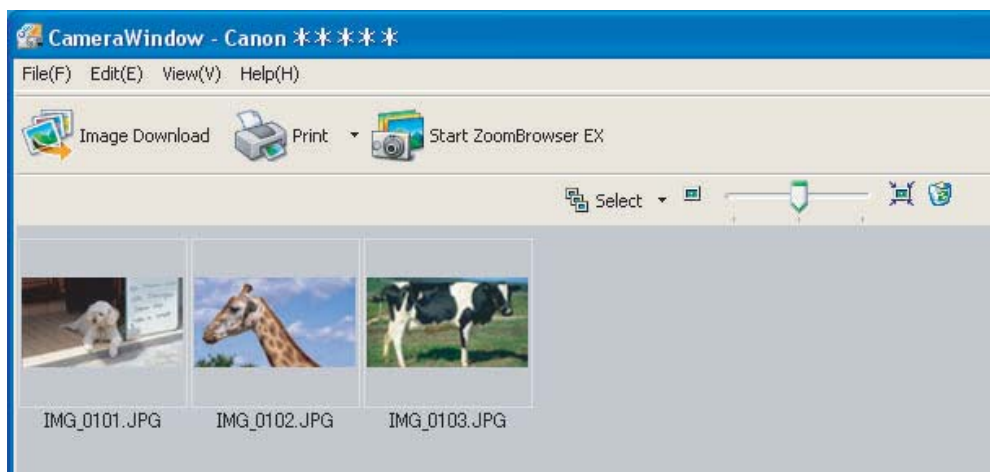 CameraWindow - Canon *****
File(F) Edit(E) View(V) Help(H)
Image Download Print Start ZoomBrowser EX
Select
IMG_0101.JPG IMG_0102.JPG IMG_0103.JPG